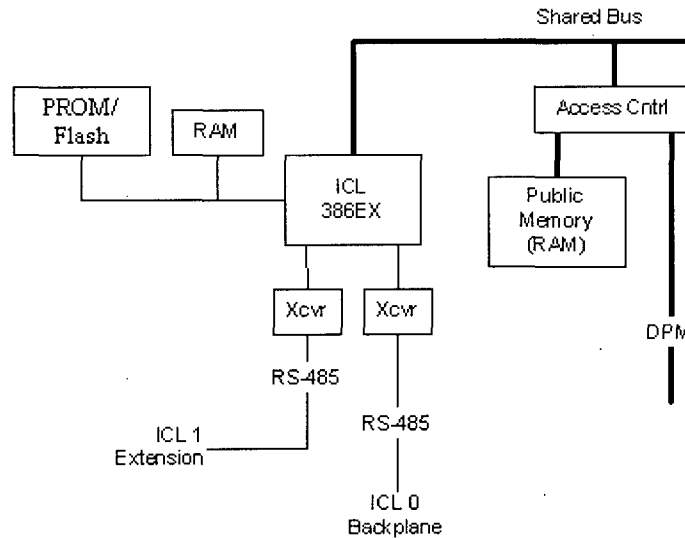 Shared Bus
PROM/
Flash
RAM
Access Cntrl
ICL
386EX
Public
Memory
(RAM)
Xcvr
Xcvr
DPM
RS-485
RS-485
ICL 1
Extension
ICL 0
Backplane